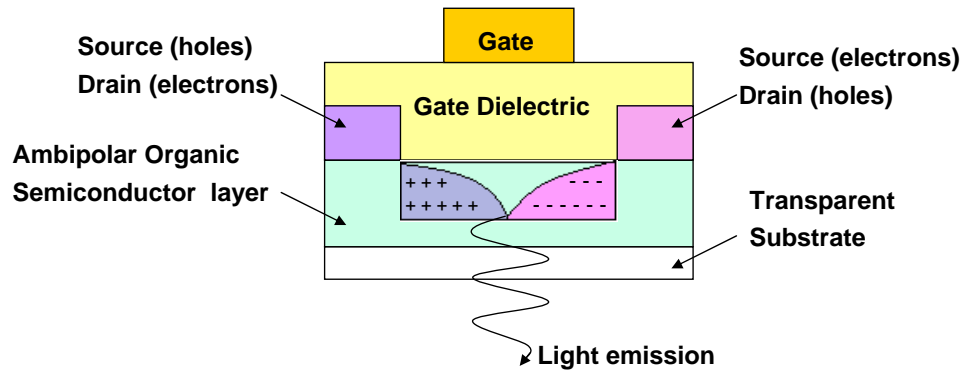 Gate
Source (holes)
Drain (electrons)
Source (electrons)
Drain (holes)
Gate Dielectric
Ambipolar Organic
Semiconductor layer
+ + +
- - -
+ + + + +
- - - - - -
Transparent
Substrate
Light emission